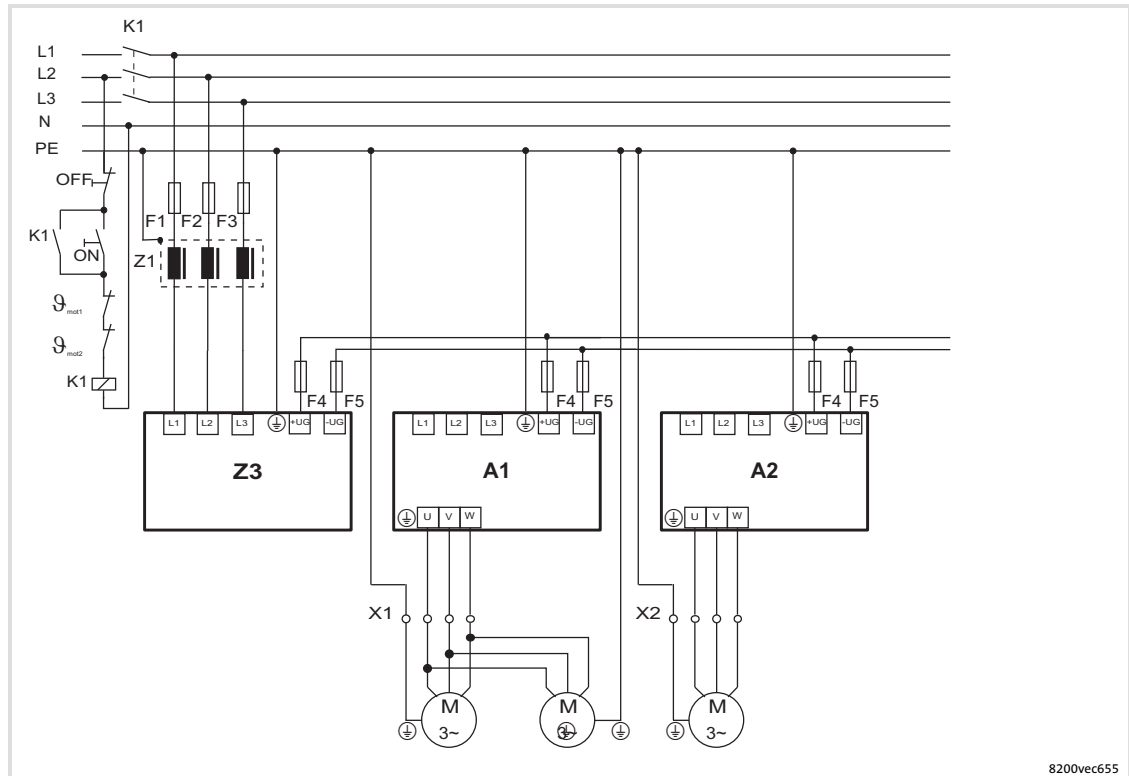 K1
L1
L2
L3
N
PE
OFF
F1 F2 F3
K1
ON
Z1
ϑmot1
ϑmot2
K1
F4 F5 F4 F5 F4 F5
L1 L2 L3 +UG -UG L1 L2 L3 +UG -UG L1 L2 L3 +UG -UG
Z3 A1 A2
U V W U V W
X1 X2
M M M
3~ 3~ 3~
8200vec655